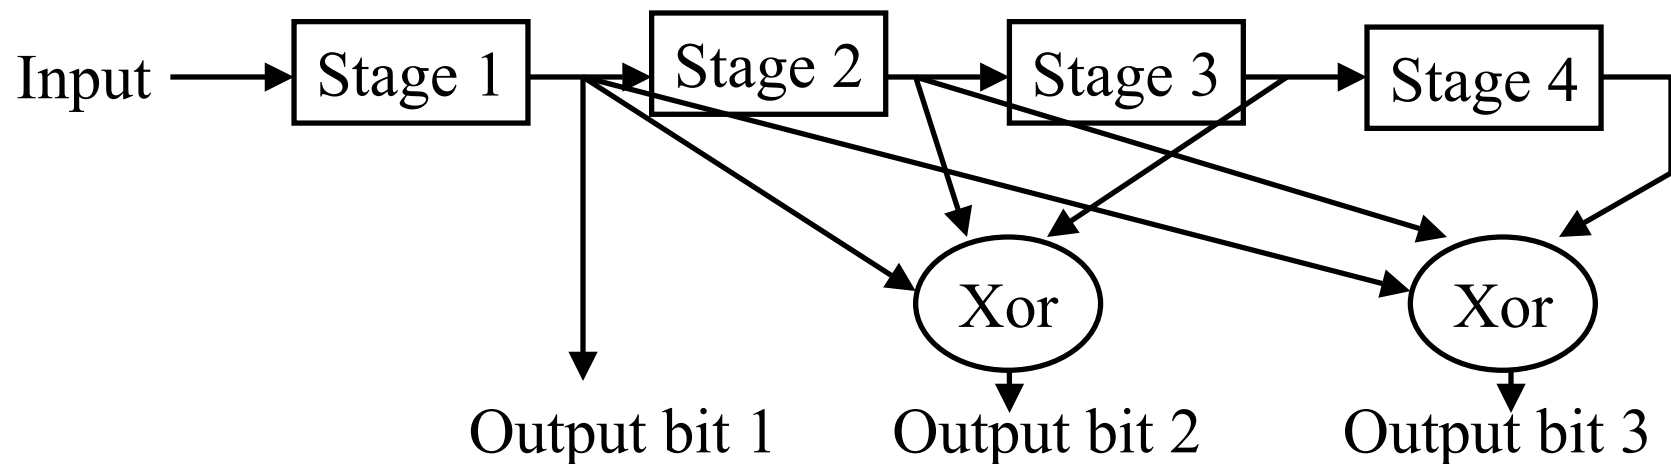 Input
Stage 1
Stage 2
Stage 3
Stage 4
Xor
Xor
Output bit 1
Output bit 2
Output bit 3